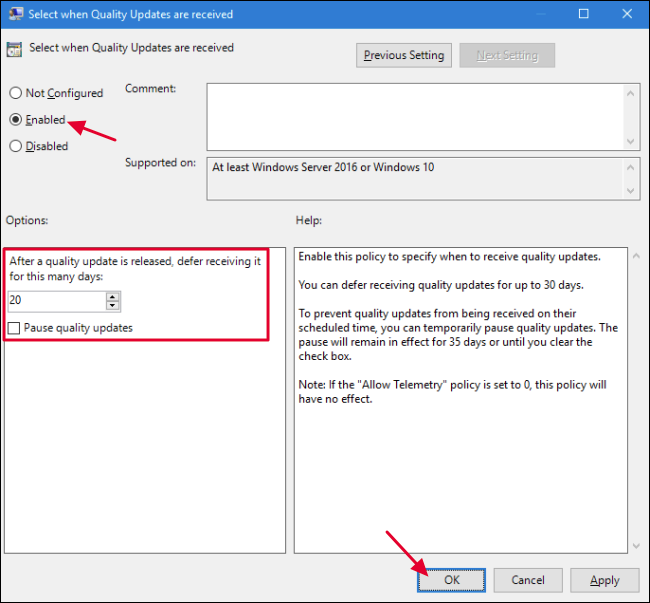 Select when Quality Updates are received
Select when Quality Updates are received
Previous Setting
Next Setting
Not Configured
Comment:
Enabled
Disabled
Supported on:
At least Windows Server 2016 or Windows 10
Options:
Help:
After a quality update is released, defer receiving it
for this many days:
20
Pause quality updates
Enable this policy to specify when to receive quality updates.
You can defer receiving quality updates for up to 30 days.
To prevent quality updates from being received on their
scheduled time, you can temporarily pause quality updates. The
pause will remain in effect for 35 days or until you clear the
check box.
Note: If the "Allow Telemetry" policy is set to 0, this policy will
have no effect.
OK
Cancel
Apply